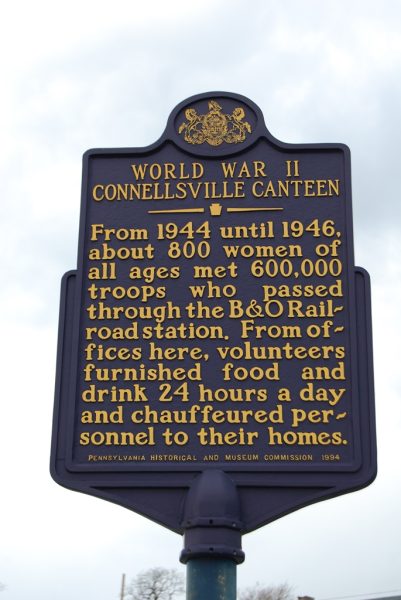 WORLD WAR II
CONNELLSVILLE CANTEEN
From 1944 until 1946,
about 800 women of
all ages met 600,000
troops who passed
through the B&O Rail-
road station. From of-
fices here, volunteers
furnished food and
drink 24 hours a day
and chauffeured per-
sonnel to their homes.
PENNSYLVANIA HISTORICAL AND MUSEUM COMMISSION 1994